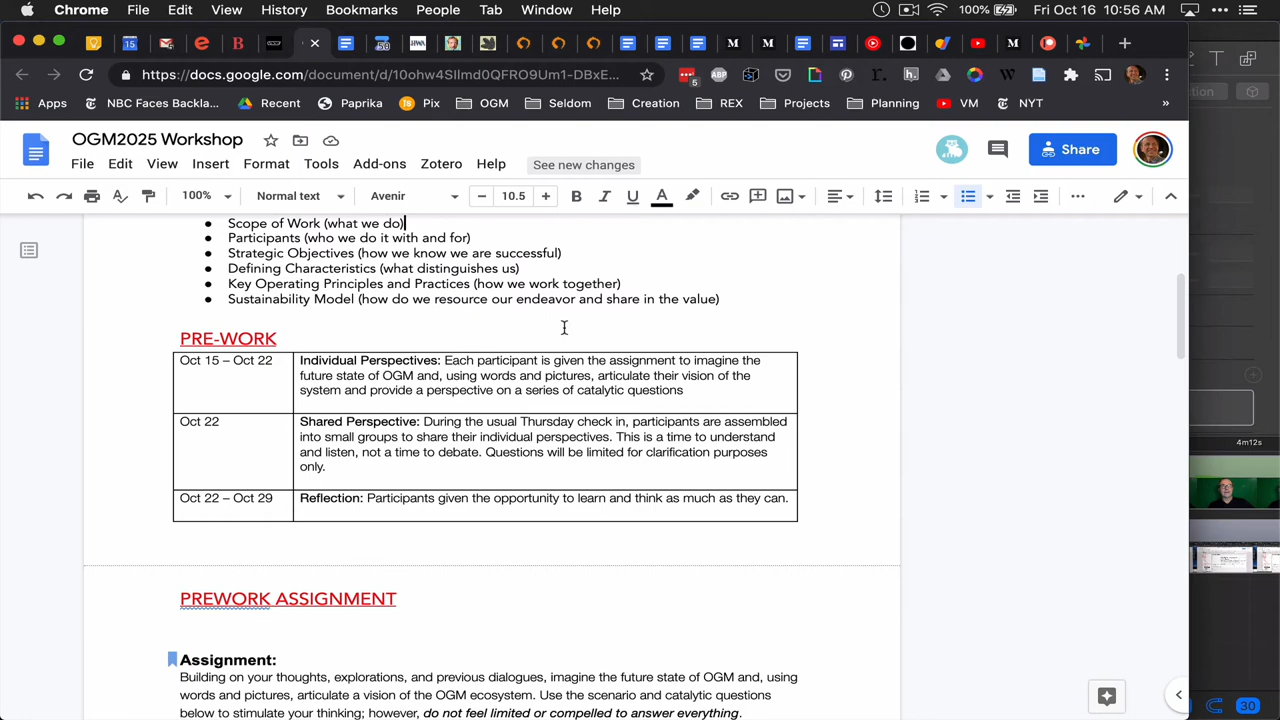 Chrome File Edit View History Bookmarks People Tab Window Help 100% Fri Oct 16 10:56 AM
https://docs.google.com/document/d/10ohw4SIlmd0QFRO9Um1-DBxE...
Apps NBC Faces Backla... Recent Paprika Pix OGM Seldom Creation REX Projects Planning VM NYT »
OGM2025 Workshop
File Edit View Insert Format Tools Add-ons Zotero Help See new changes
Share
100% Normal text Avenir 10.5
● Scope of Work (what we do)
● Participants (who we do it with and for)
● Strategic Objectives (how we know we are successful)
● Defining Characteristics (what distinguishes us)
● Key Operating Principles and Practices (how we work together)
● Sustainability Model (how do we resource our endeavor and share in the value)
PRE-WORK
Oct 15 – Oct 22
Individual Perspectives: Each participant is given the assignment to imagine the
future state of OGM and, using words and pictures, articulate their vision of the
system and provide a perspective on a series of catalytic questions
Oct 22
Shared Perspective: During the usual Thursday check in, participants are assembled
into small groups to share their individual perspectives. This is a time to understand
and listen, not a time to debate. Questions will be limited for clarification purposes
only.
Oct 22 – Oct 29
Reflection: Participants given the opportunity to learn and think as much as they can.
PREWORK ASSIGNMENT
Assignment:
Building on your thoughts, explorations, and previous dialogues, imagine the future state of OGM and, using
words and pictures, articulate a vision of the OGM ecosystem. Use the scenario and catalytic questions
below to stimulate your thinking; however, do not feel limited or compelled to answer everything.
4m12s
30